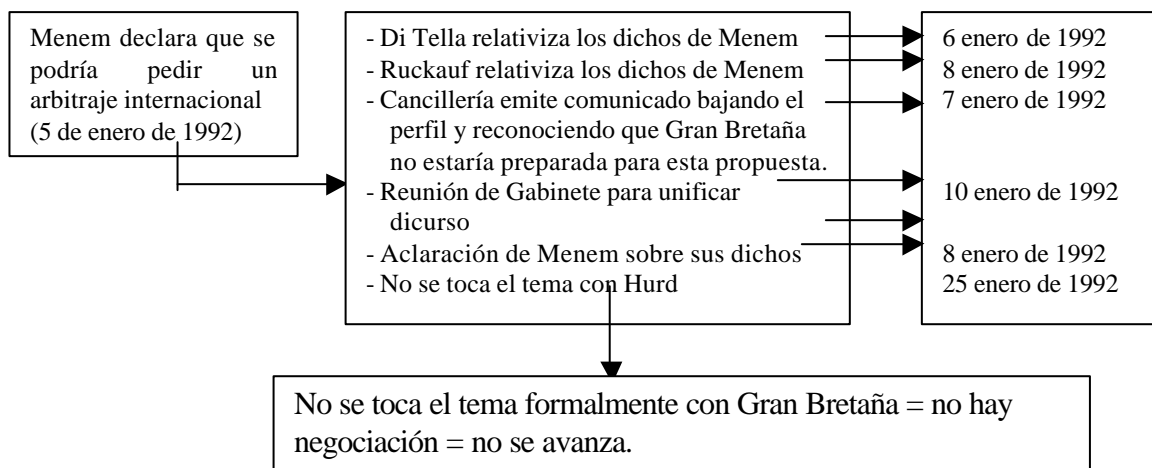 Menem declara que se
podría pedir un
arbitraje internacional
(5 de enero de 1992)
- Di Tella relativiza los dichos de Menem
- Ruckauf relativiza los dichos de Menem
- Cancillería emite comunicado bajando el
perfil y reconociendo que Gran Bretaña
no estaría preparada para esta propuesta.
- Reunión de Gabinete para unificar
dicurso
- Aclaración de Menem sobre sus dichos
- No se toca el tema con Hurd
6 enero de 1992
8 enero de 1992
7 enero de 1992
10 enero de 1992
8 enero de 1992
25 enero de 1992
No se toca el tema formalmente con Gran Bretaña = no hay
negociación = no se avanza.